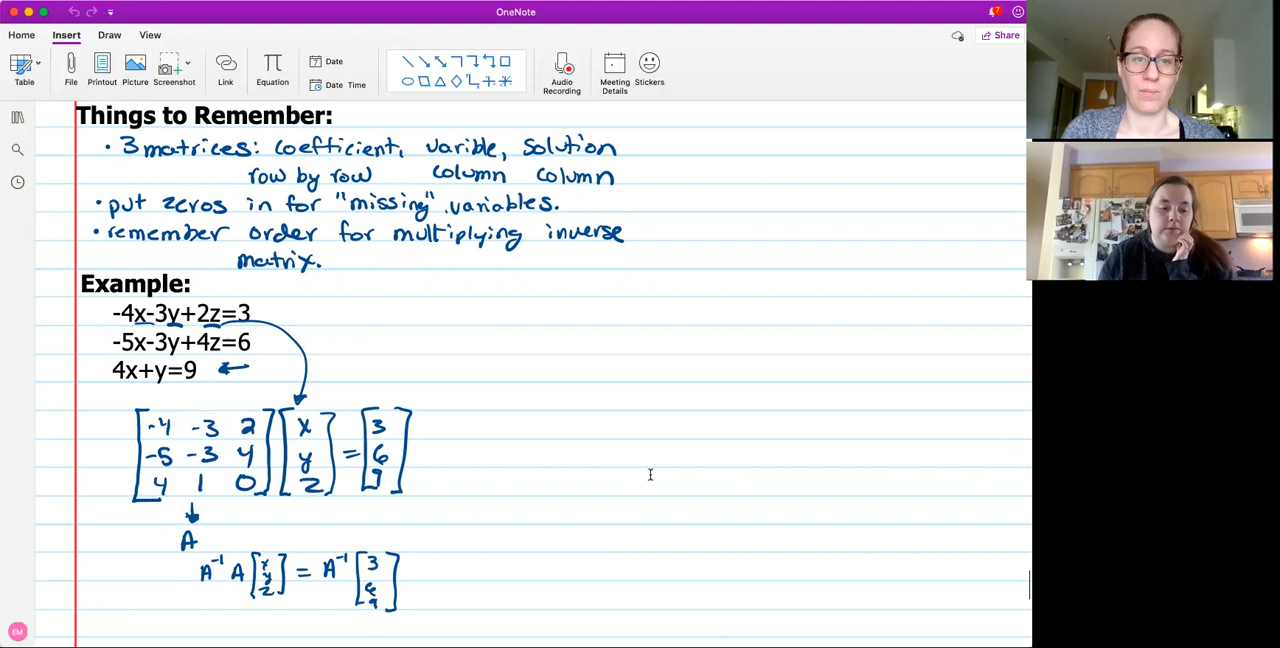 OneNote
7
Home Insert Draw View
Share
Table File Printout Picture Screenshot Link Equation Date Date Time Audio Recording Meeting Details Stickers
Things to Remember:
• 3 matrices: coefficient, varible, solution
row by row column column
• put zeros in for "missing" variables.
• remember order for multiplying inverse
matrix.
Example:
-4x-3y+2z=3
-5x-3y+4z=6
4x+y=9 ←
-4 -3 2 x 3
-5 -3 4 y = 6
4 1 0 z 9
↓
A
A⁻¹ A [x y z] = A⁻¹ [3 6 9]
EM